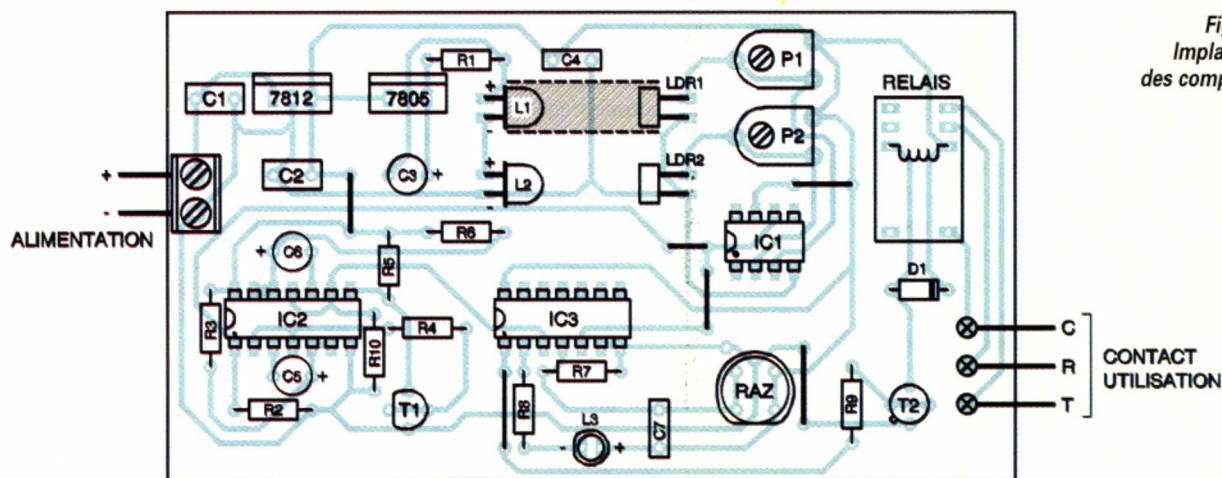 Fi
Impla
des comp
R1
C4
P1
LDR1
RELAIS
C1
7812
7805
+
L1
-
P2
LDR2
+
C2
C3
+
+
L2
-
-
ALIMENTATION
R6
IC1
+
C6
R5
D1
R3
IC2
R4
IC3
C
R10
R7
R
CONTACT
UTILISATION
C5
+
RAZ
R2
T1
R8
R9
T2
T
L3
-
+
C7